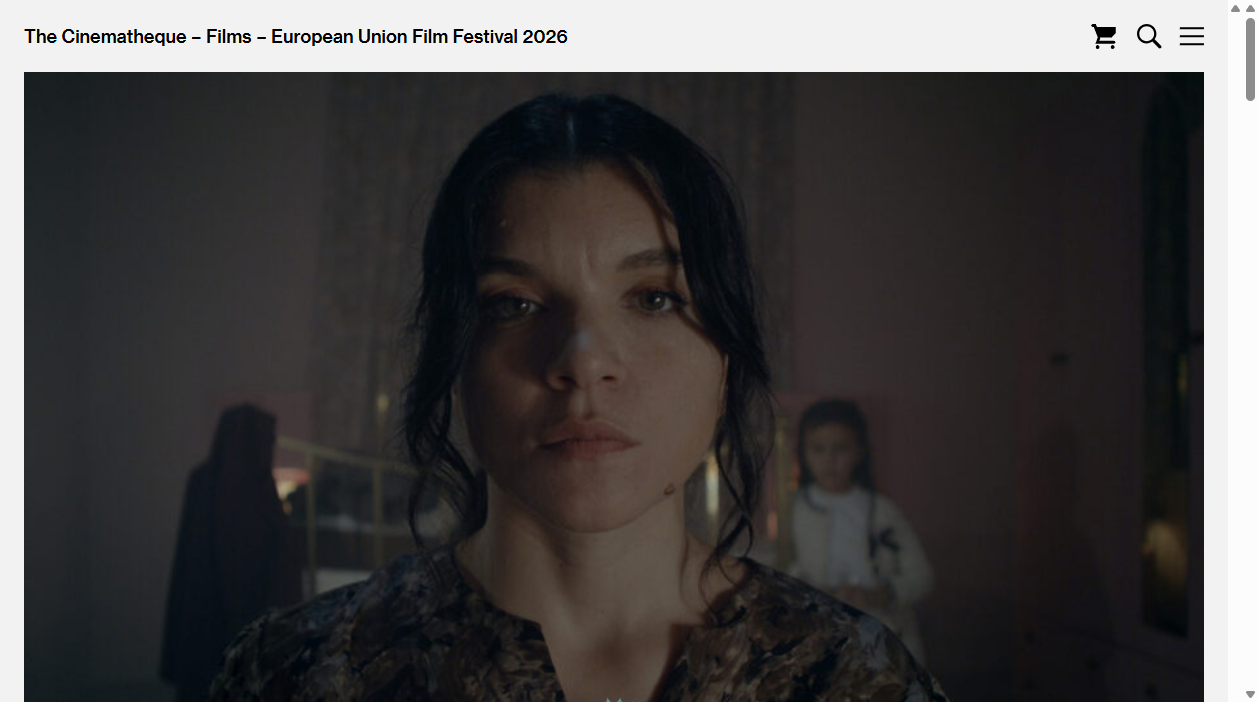 The Cinematheque – Films – European Union Film Festival 2026